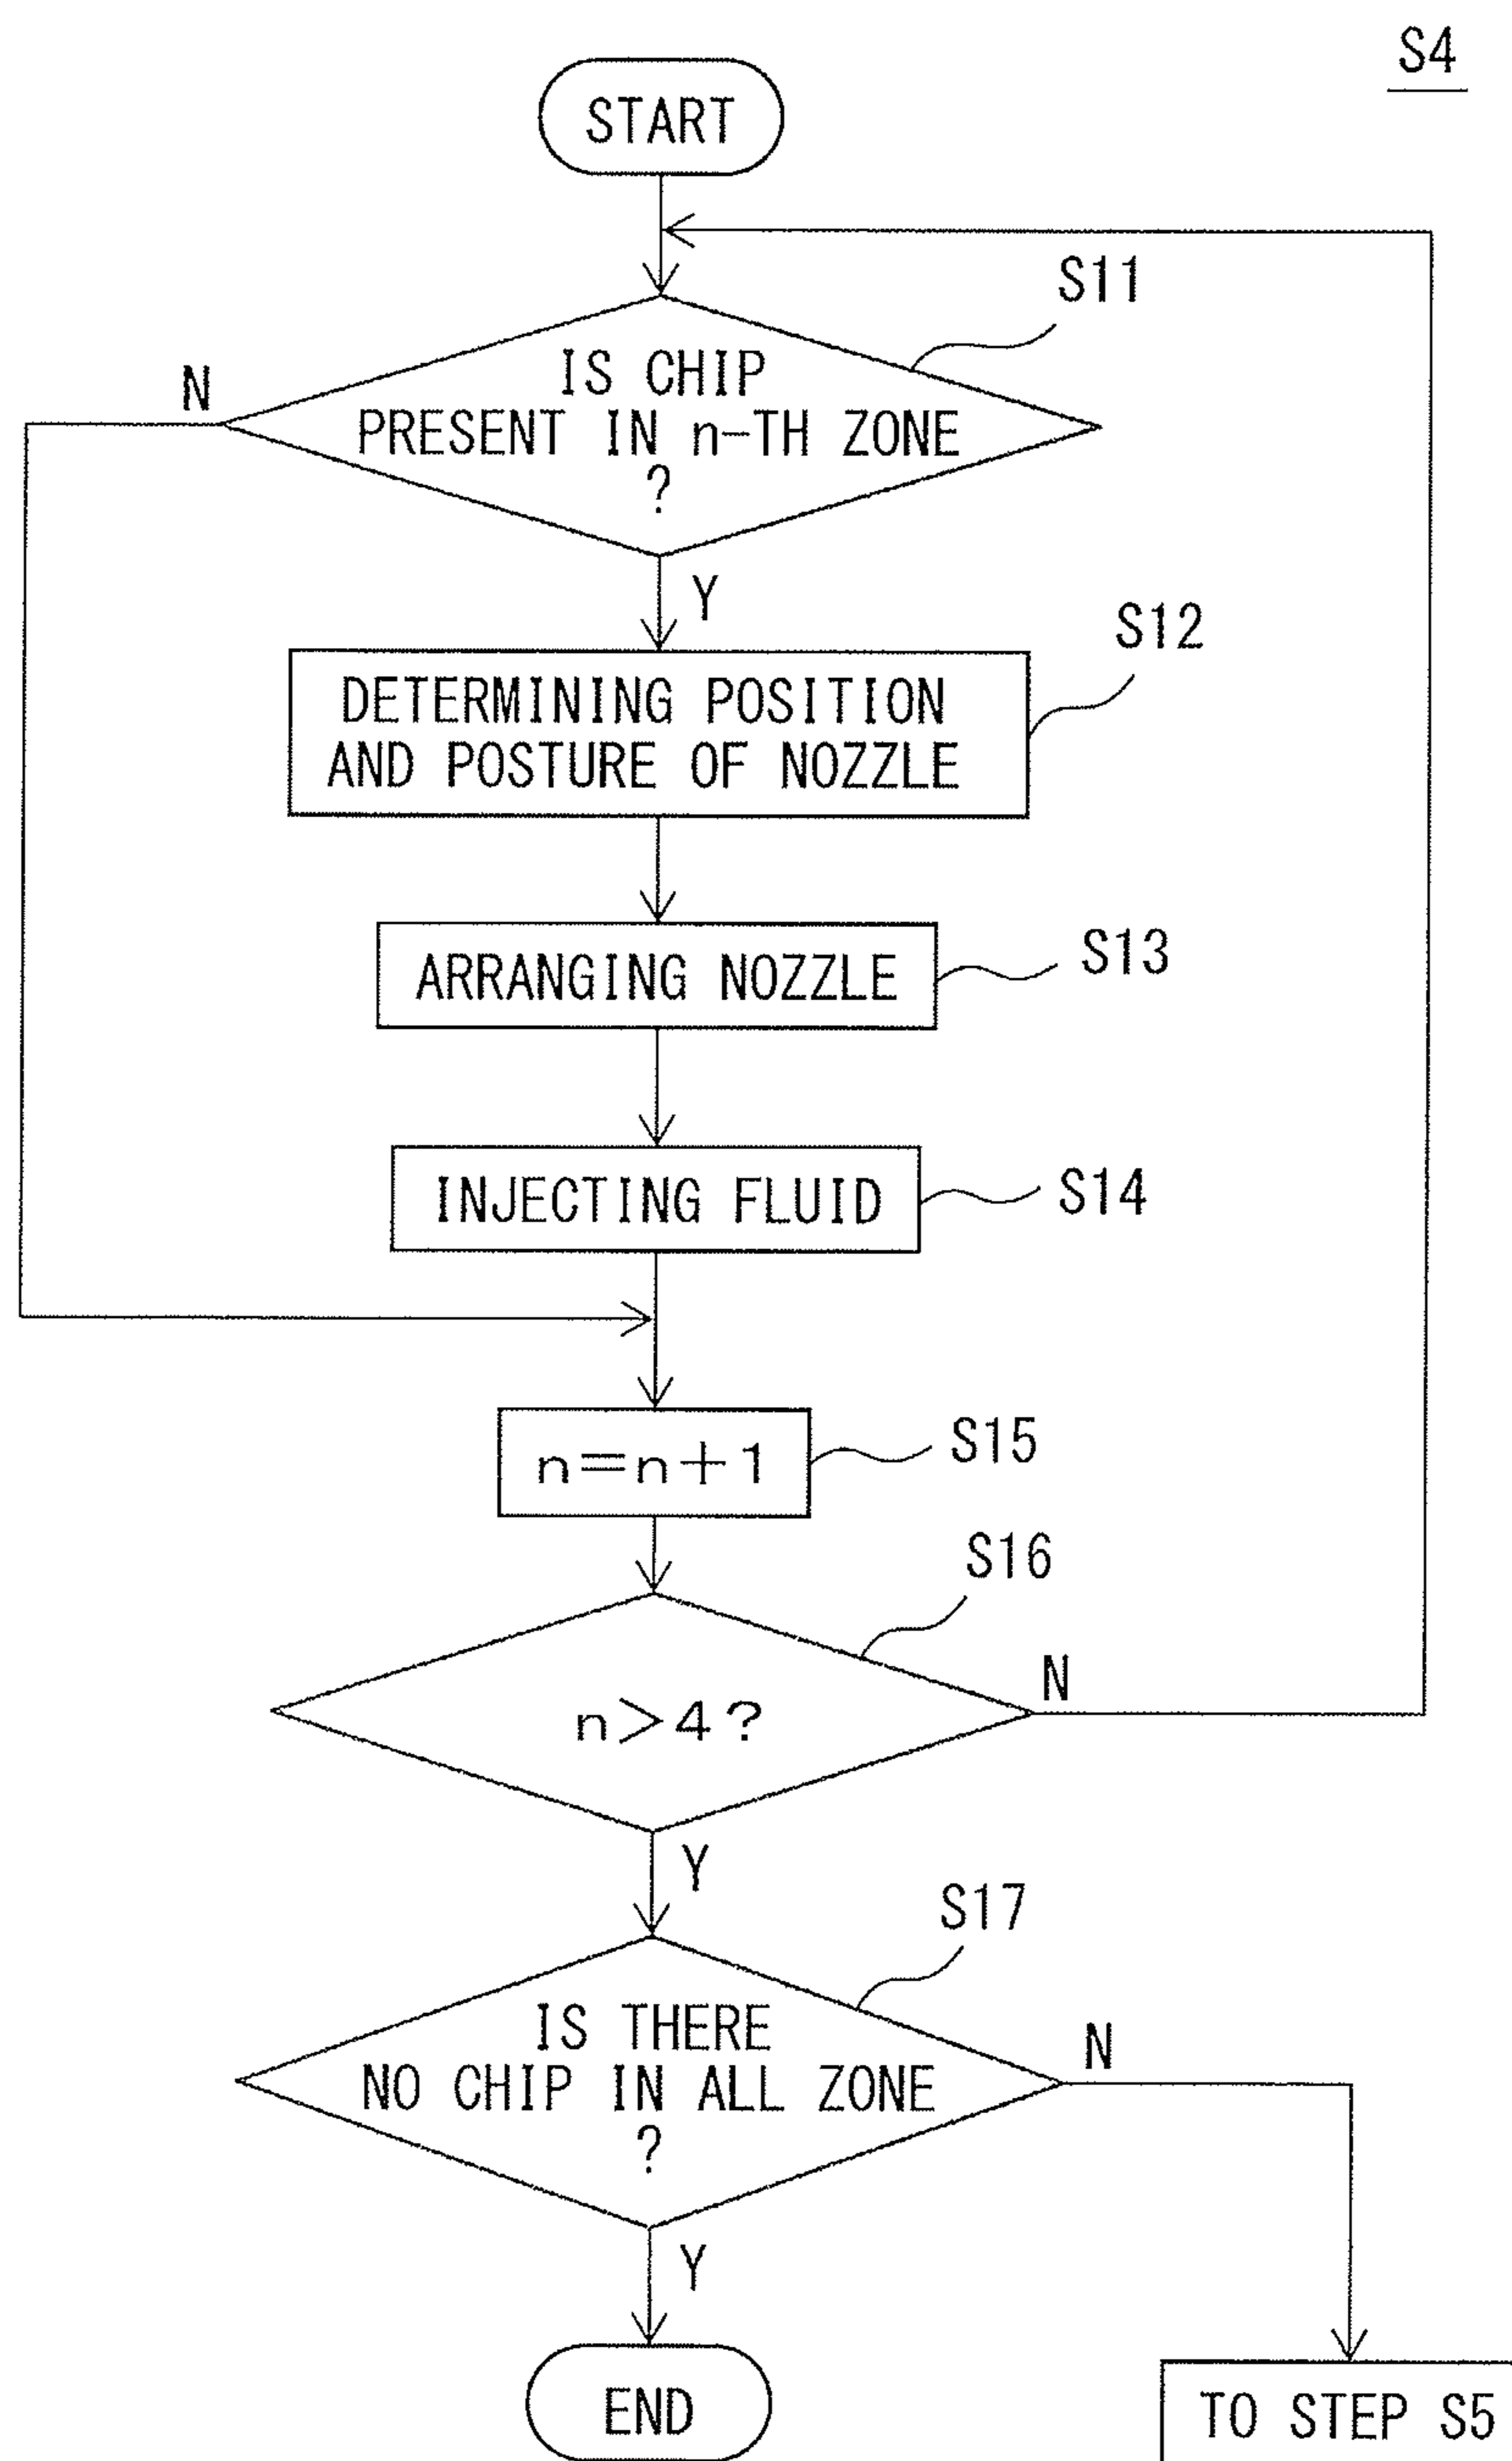 S4
START
S11
IS CHIP
N
PRESENT IN n-TH ZONE
?
Y
S12
DETERMINING POSITION
AND POSTURE OF NOZZLE
ARRANGING NOZZLE
S13
INJECTING FLUID
S14
n=n+1
S15
S16
n>4?
N
Y
S17
IS THERE
N
NO CHIP IN ALL ZONE
?
Y
END
TO STEP S5